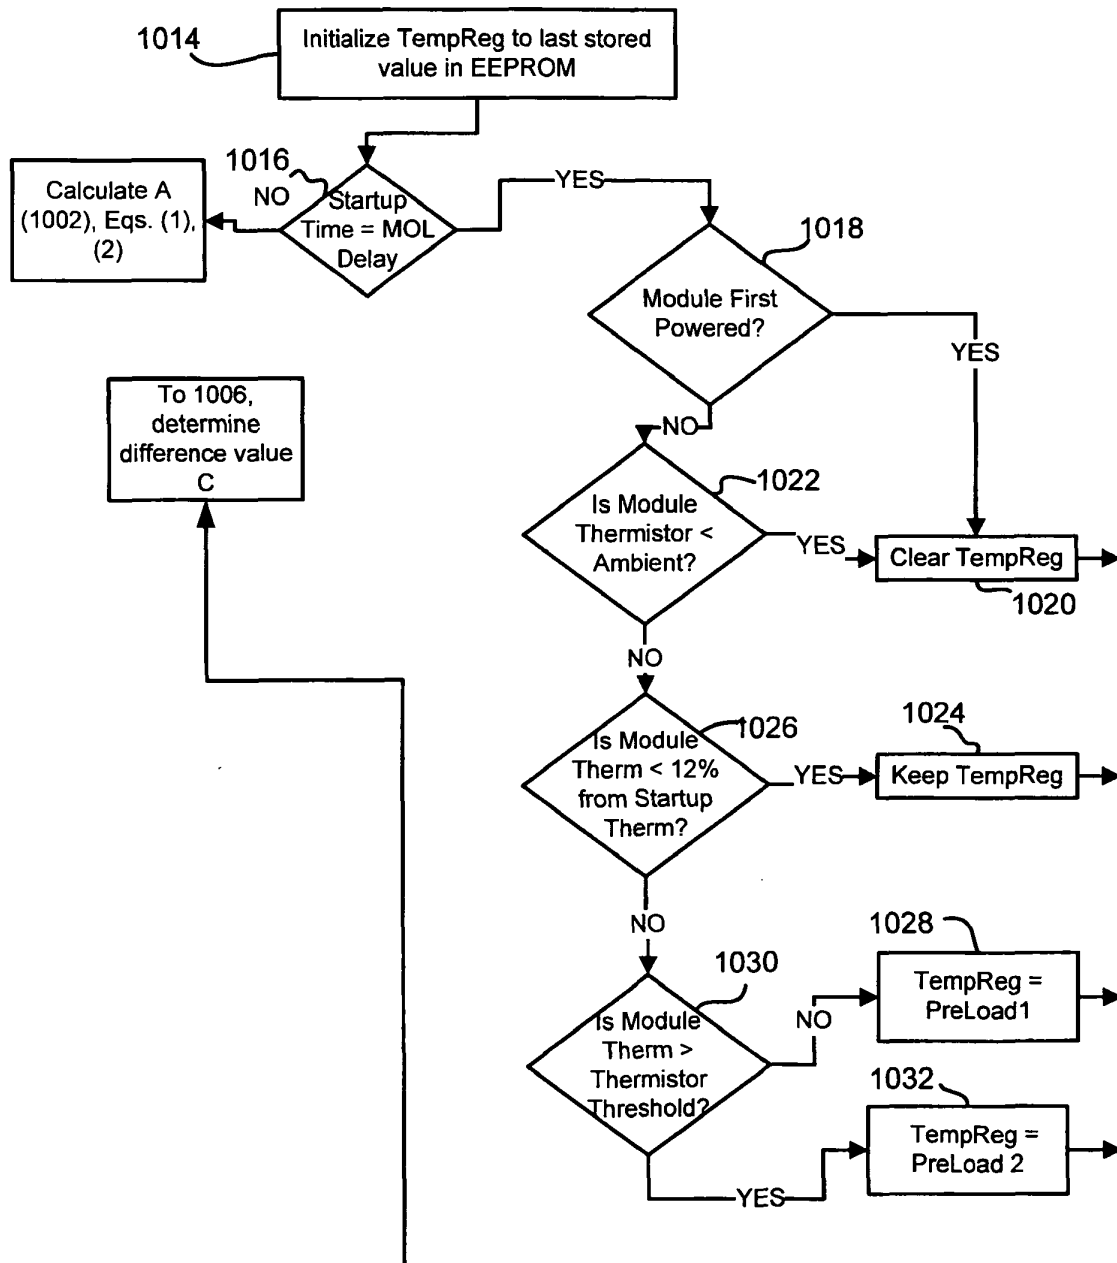 1014
Initialize TempReg to last stored
value in EEPROM
1016
NO
Startup
Time = MOL
Delay
YES
Calculate A
(1002), Eqs. (1),
(2)
1018
Module First
Powered?
YES
NO
To 1006,
determine
difference value
C
1022
Is Module
Thermistor <
Ambient?
YES
Clear TempReg
1020
NO
1026
Is Module
Therm < 12%
from Startup
Therm?
YES
1024
Keep TempReg
NO
1030
Is Module
Therm >
Thermistor
Threshold?
NO
1028
TempReg =
PreLoad1
YES
1032
TempReg =
PreLoad 2